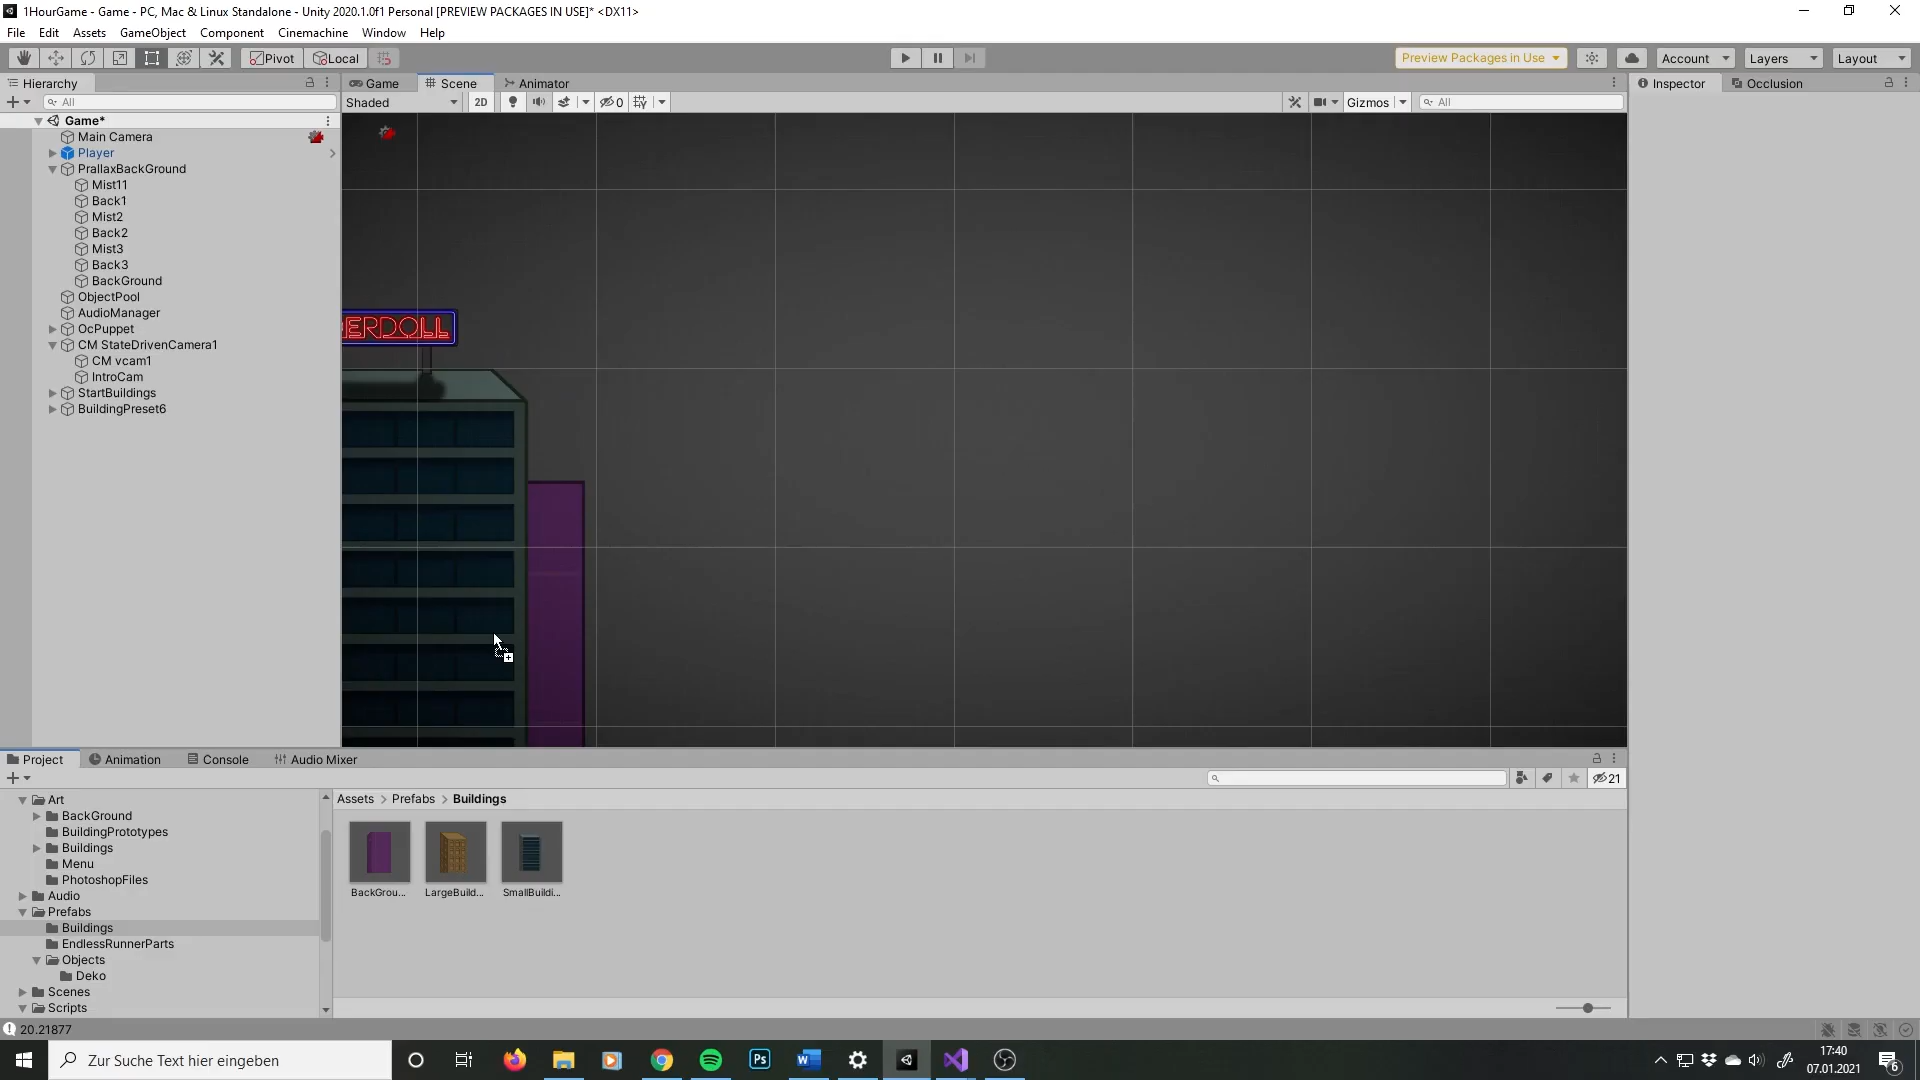 1HourGame - Game - PC, Mac & Linux Standalone - Unity 2020.1.0f1 Personal [PREVIEW PACKAGES IN USE]* <DX11>
File Edit Assets GameObject Component Cinemachine Window Help
Pivot Local Preview Packages in Use Account Layers Layout
Hierarchy
All
Game*
Main Camera
Player
PrallaxBackGround
Mist11
Back1
Mist2
Back2
Mist3
Back3
BackGround
ObjectPool
AudioManager
OcPuppet
CM StateDrivenCamera1
CM vcam1
IntroCam
StartBuildings
BuildingPreset6
Game Scene Animator
Shaded 2D 0 Gizmos All
ERDOLL
Inspector Occlusion
Project Animation Console Audio Mixer
21
Art
BackGround
BuildingPrototypes
Buildings
Menu
PhotoshopFiles
Audio
Prefabs
Buildings
EndlessRunnerParts
Objects
Deko
Scenes
Scripts
Assets > Prefabs > Buildings
BackGrou... LargeBuild... SmallBuildi...
20.21877
Zur Suche Text hier eingeben
Ps
17:40
07.01.2021
6